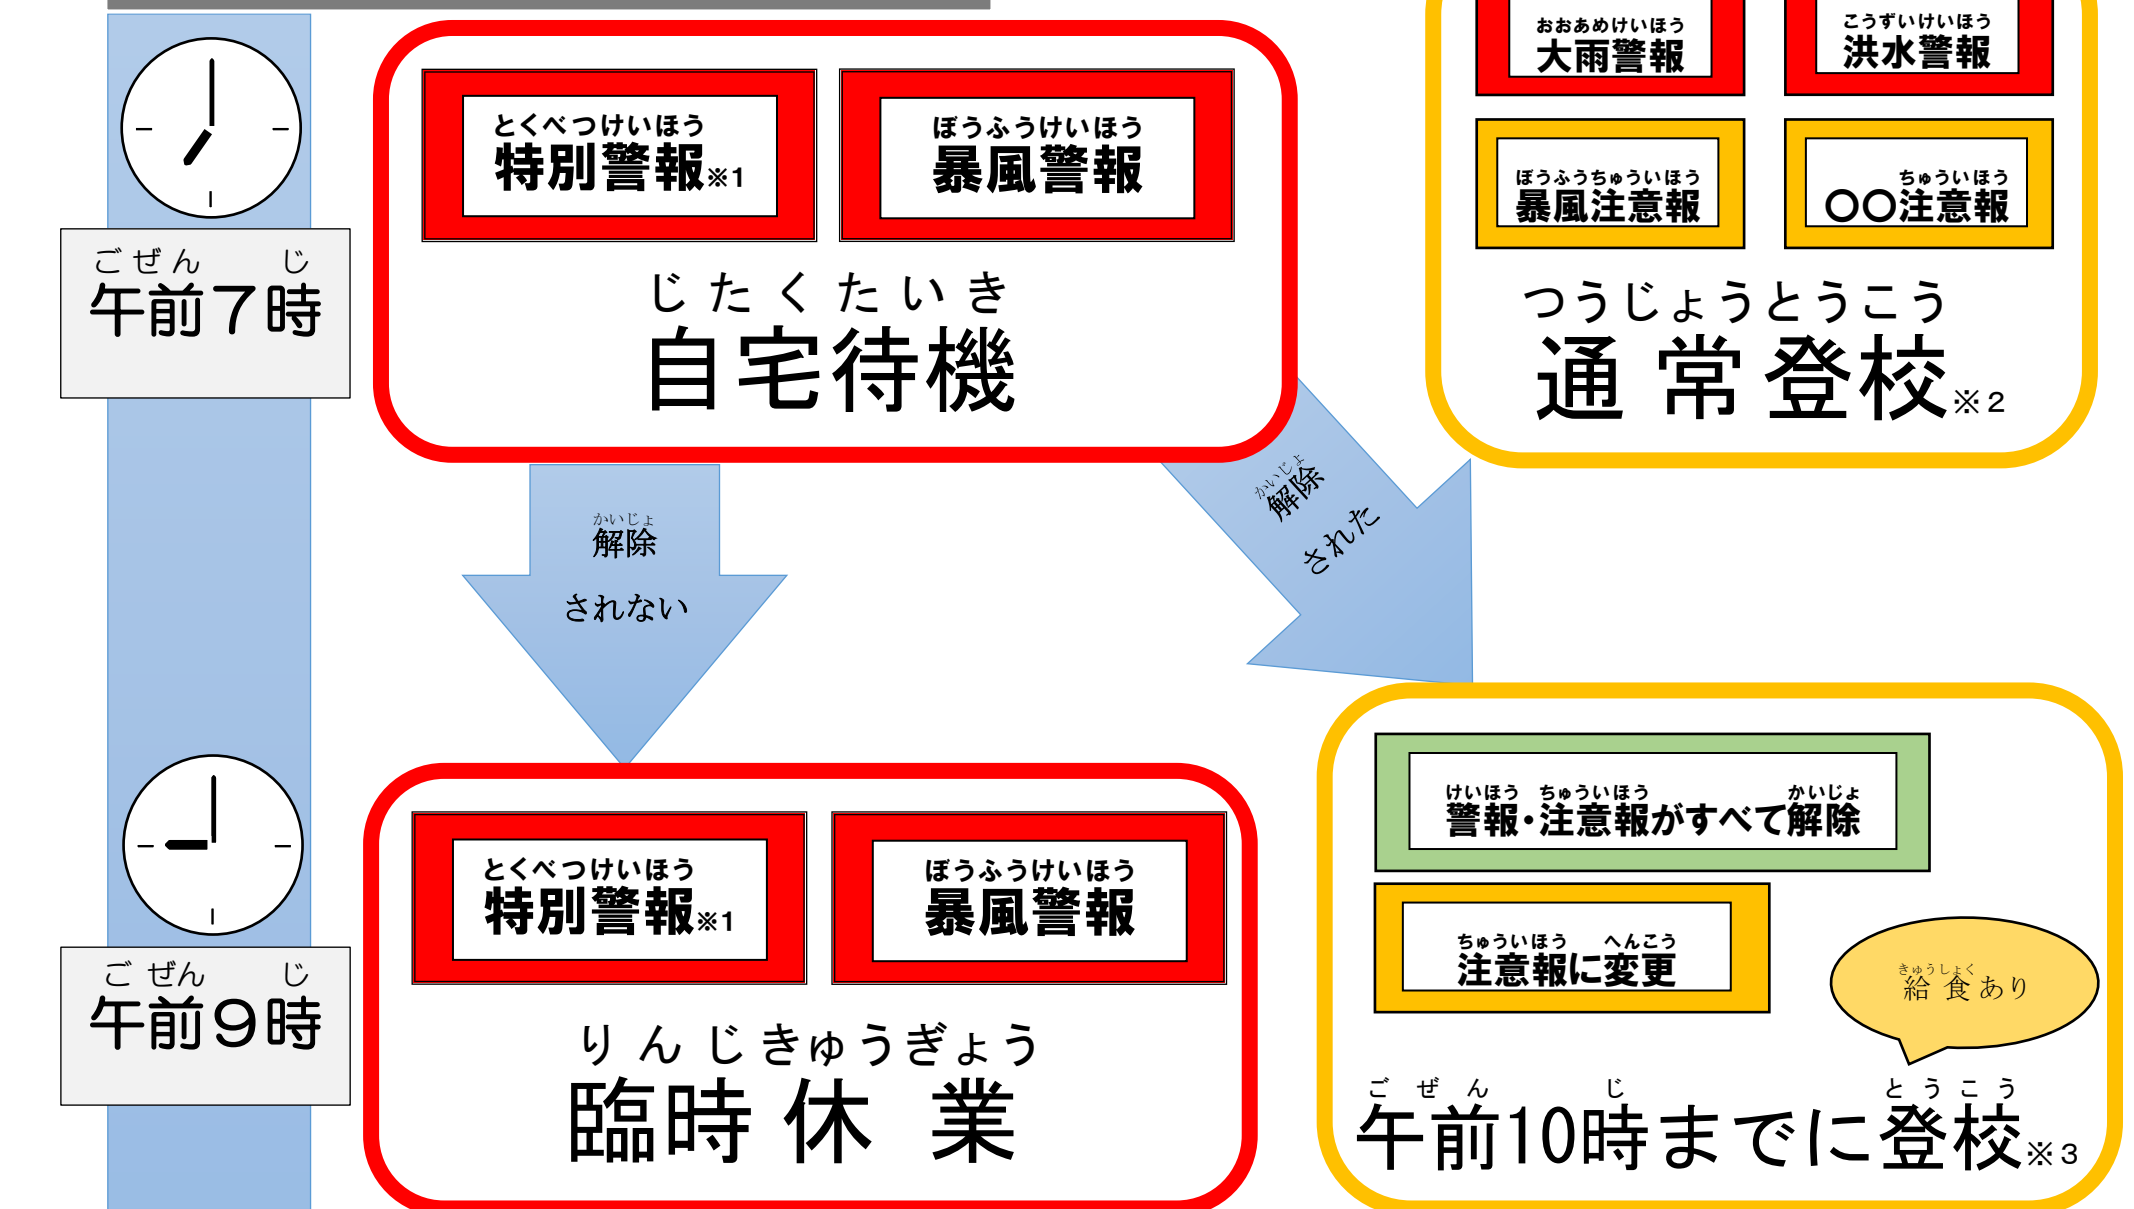 ごぜん じ
午前７時
とくべつけいほう
特別警報※1
ぼうふうけいほう
暴風警報
じたくたいき
自宅待機
おおあめけいほう
大雨警報
こうずいけいほう
洪水警報
ぼうふうちゅういほう
暴風注意報
ちゅういほう
〇〇注意報
つうじょうとうこう
通常登校※２
かいじょ
解除
されない
かいじょ
解除
された
ごぜん じ
午前９時
とくべつけいほう
特別警報※1
ぼうふうけいほう
暴風警報
りんじきゅうぎょう
臨時休業
けいほう ちゅういほう かいじょ
警報・注意報がすべて解除
ちゅういほう へんこう
注意報に変更
きゅうしょく
給食あり
ごぜん じ とうこう
午前10時までに登校※３